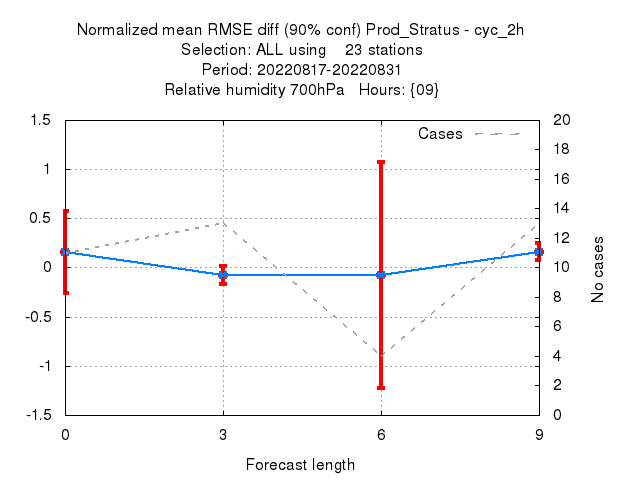 Normalized mean RMSE diff (90% conf) Prod_Stratus - cyc_2h
Selection: ALL using    23 stations
Period: 20220817-20220831
Relative humidity 700hPa   Hours: {09}
Cases
1.5
1
0.5
0
-0.5
-1
-1.5
20
18
16
14
12
10
8
6
4
2
0
No cases
0 3 6 9
Forecast length